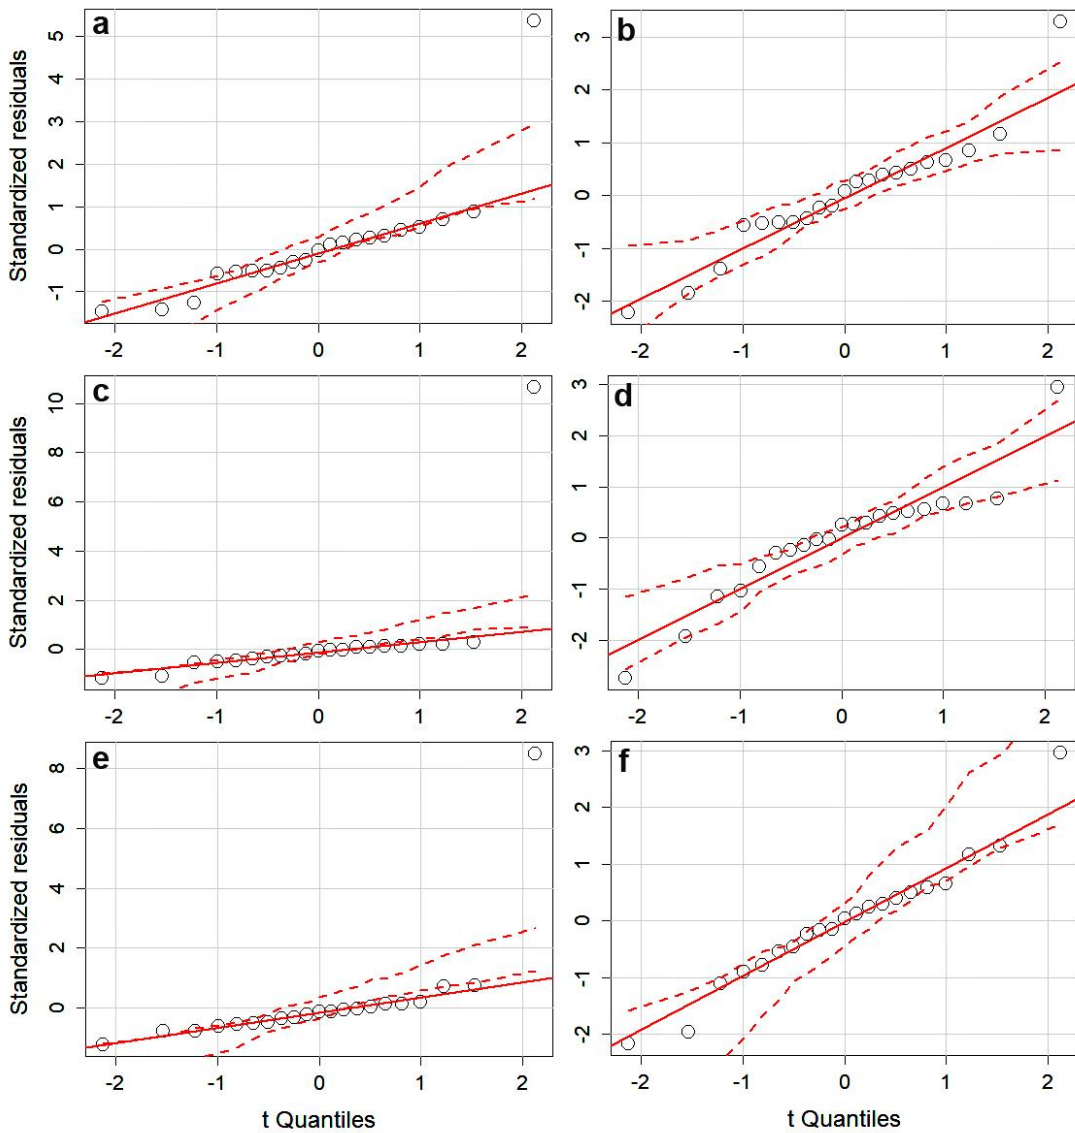 a
b
Standardized residuals
-1 0 1 2 3 4 5
-2 -1 0 1 2 3
-2 -1 0 1 2
-2 -1 0 1 2
c
d
Standardized residuals
0 2 4 6 8 10
-2 -1 0 1 2 3
-2 -1 0 1 2
-2 -1 0 1 2
e
f
Standardized residuals
0 2 4 6 8
-2 -1 0 1 2 3
-2 -1 0 1 2
-2 -1 0 1 2
t Quantiles
t Quantiles